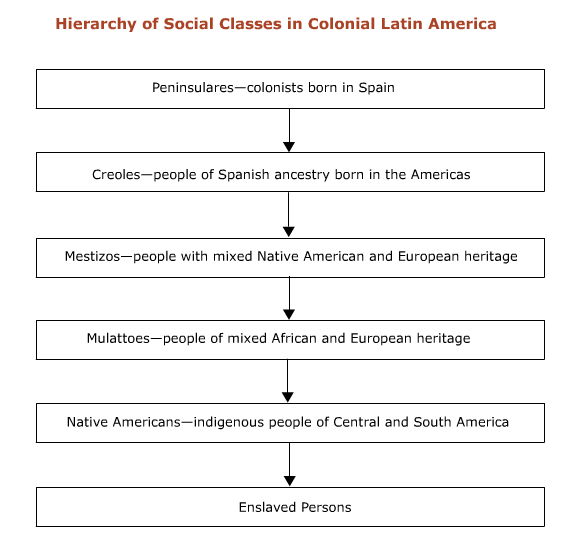 Hierarchy of Social Classes in Colonial Latin America
Peninsulares—colonists born in Spain
Creoles—people of Spanish ancestry born in the Americas
Mestizos—people with mixed Native American and European heritage
Mulattoes—people of mixed African and European heritage
Native Americans—indigenous people of Central and South America
Enslaved Persons